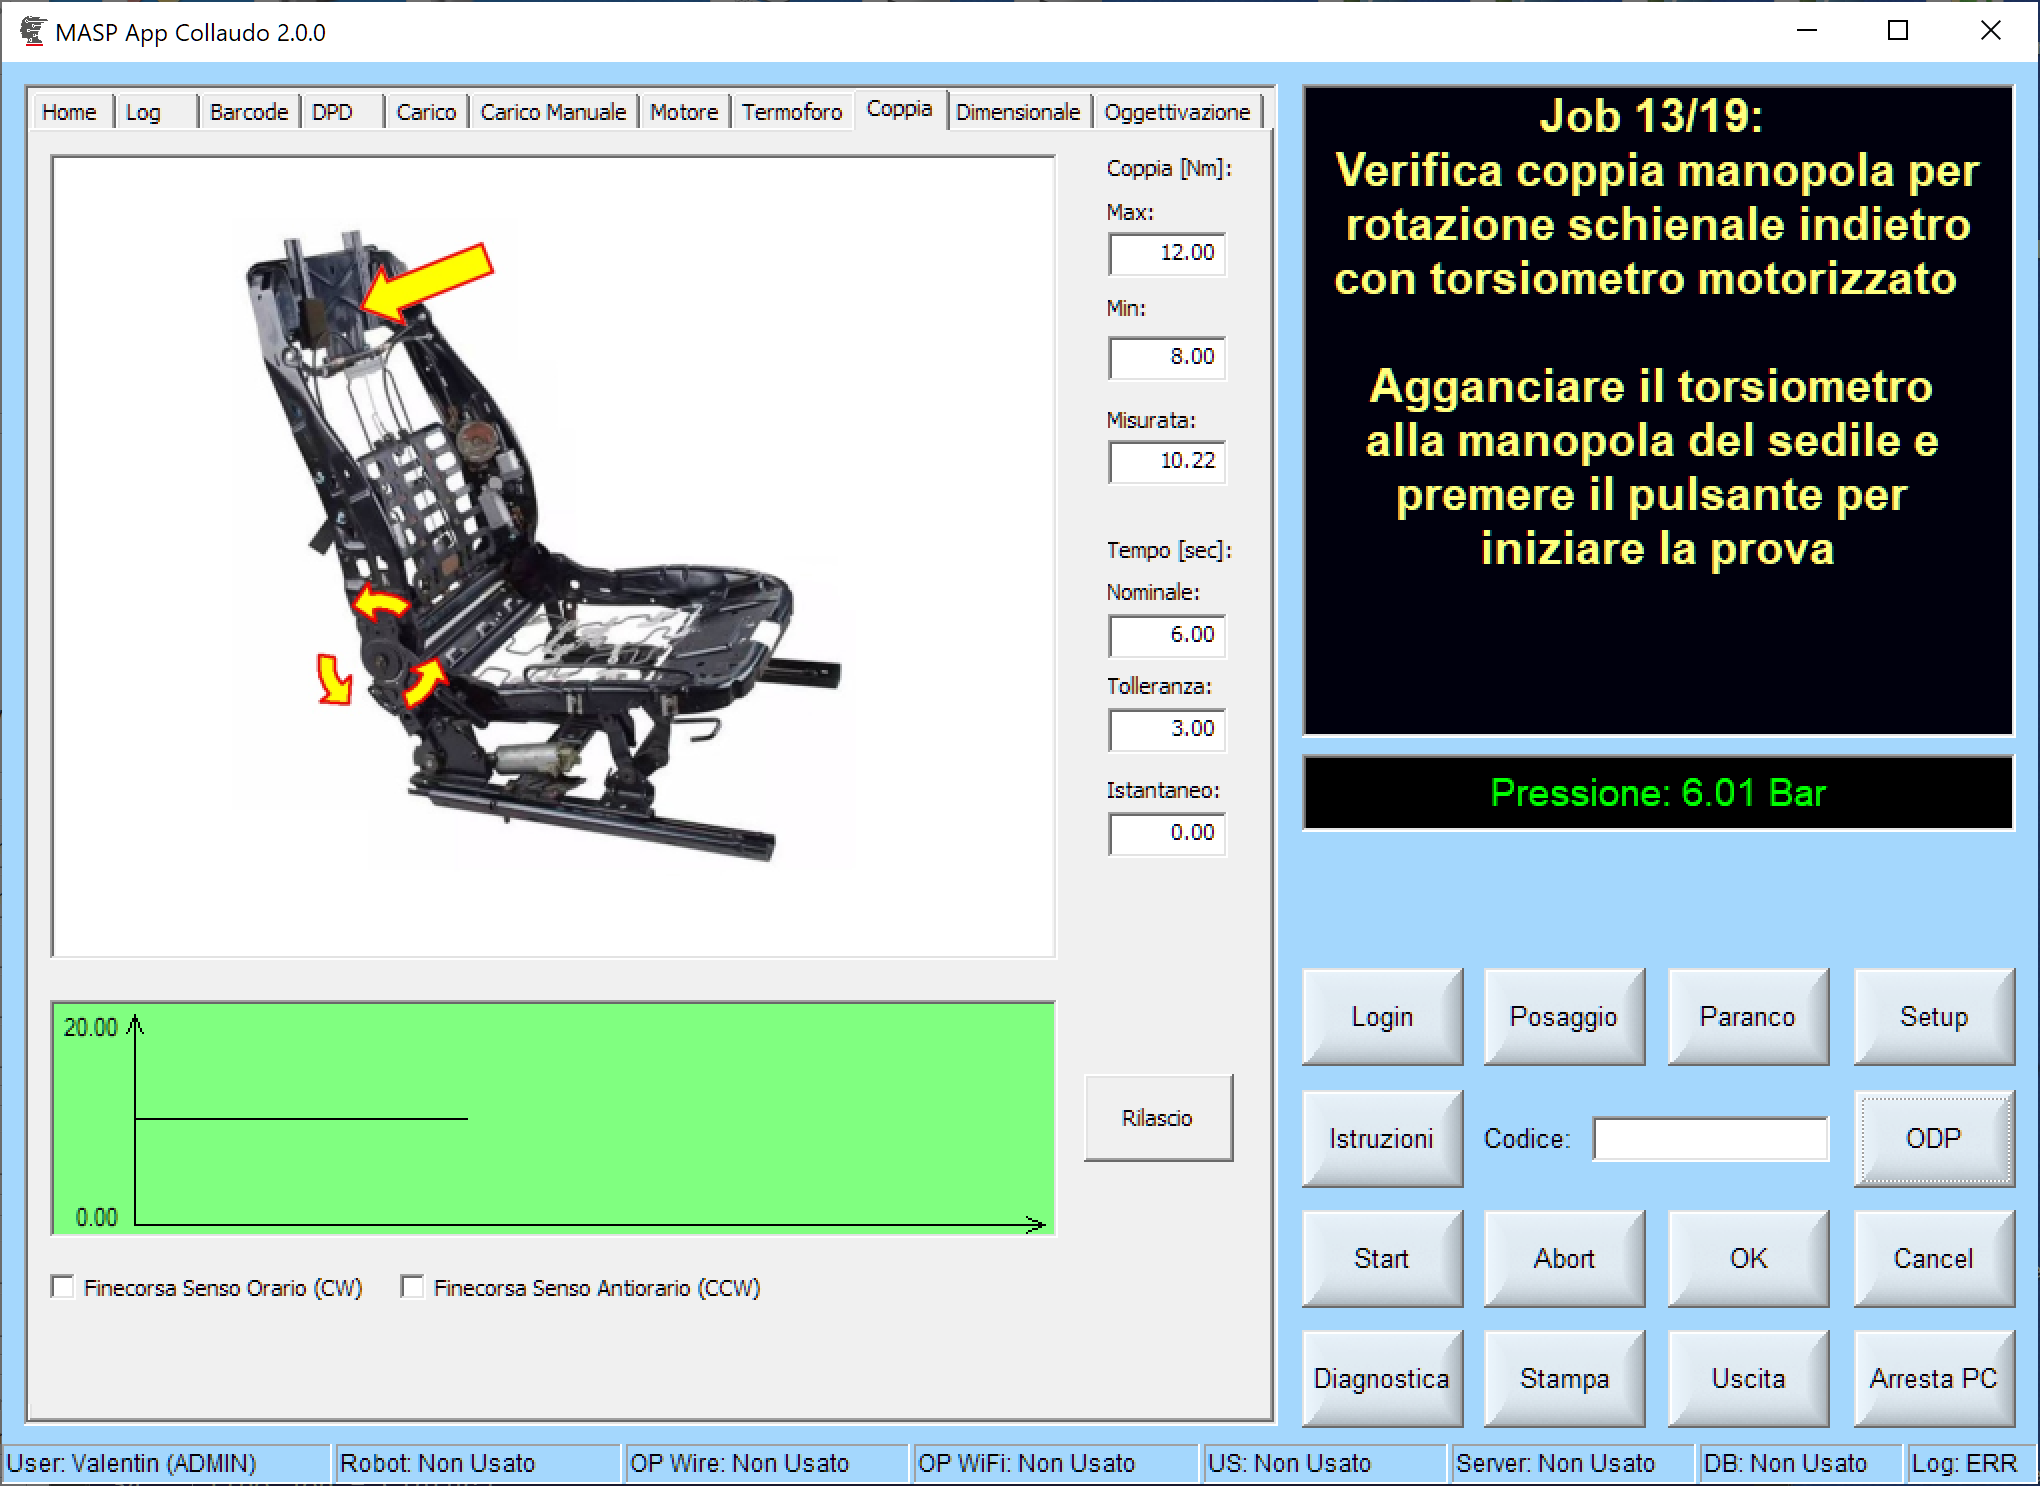 MASP App Collaudo 2.0.0
Home Log Barcode DPD Carico Carico Manuale Motore Termoforo Coppia Dimensionale Oggettivazione
Coppia [Nm]:
Max:
12.00
Min:
8.00
Misurata:
10.22
Tempo [sec]:
Nominale:
6.00
Tolleranza:
3.00
Istantaneo:
0.00
20.00
0.00
Rilascio
Finecorsa Senso Orario (CW) Finecorsa Senso Antiorario (CCW)
Job 13/19:
Verifica coppia manopola per
rotazione schienale indietro
con torsiometro motorizzato
Agganciare il torsiometro
alla manopola del sedile e
premere il pulsante per
iniziare la prova
Pressione: 6.01 Bar
Login Posaggio Paranco Setup
Istruzioni Codice: ODP
Start Abort OK Cancel
Diagnostica Stampa Uscita Arresta PC
User: Valentin (ADMIN) Robot: Non Usato OP Wire: Non Usato OP WiFi: Non Usato US: Non Usato Server: Non Usato DB: Non Usato Log: ERR